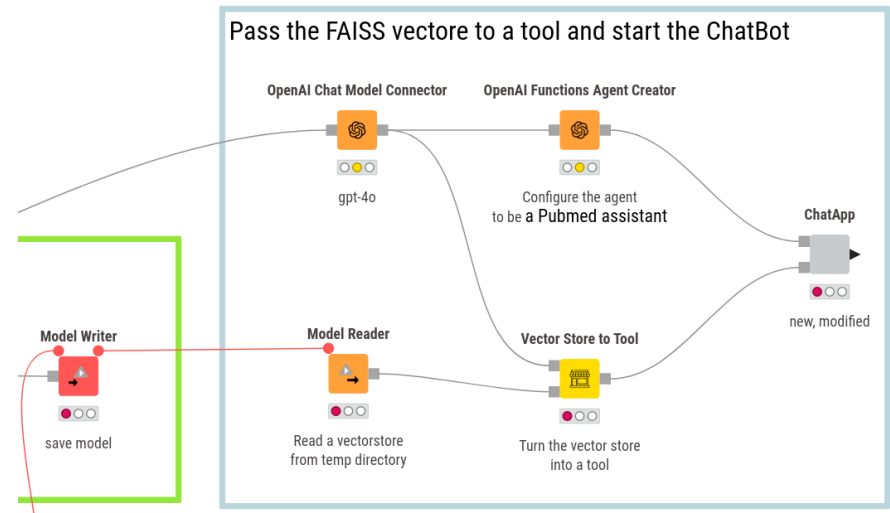 Pass the FAISS vectore to a tool and start the ChatBot
OpenAI Chat Model Connector
OpenAI Functions Agent Creator
gpt-4o
Configure the agent
to be a Pubmed assistant
ChatApp
new, modified
Model Writer
save model
Model Reader
Read a vectorstore
from temp directory
Vector Store to Tool
Turn the vector store
into a tool